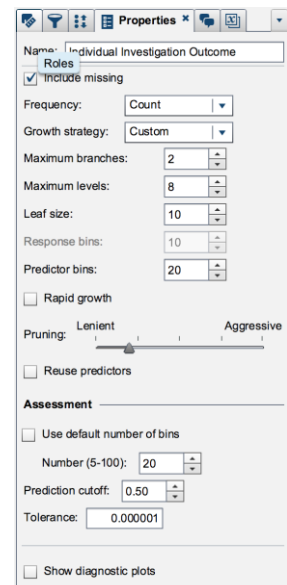 Properties ×
Name: Individual Investigation Outcome
Roles
Include missing
Frequency: Count
Growth strategy: Custom
Maximum branches: 2
Maximum levels: 8
Leaf size: 10
Response bins: 10
Predictor bins: 20
Rapid growth
Lenient Aggressive
Pruning:
Reuse predictors
Assessment
Use default number of bins
Number (5-100): 20
Prediction cutoff: 0.50
Tolerance: 0.000001
Show diagnostic plots